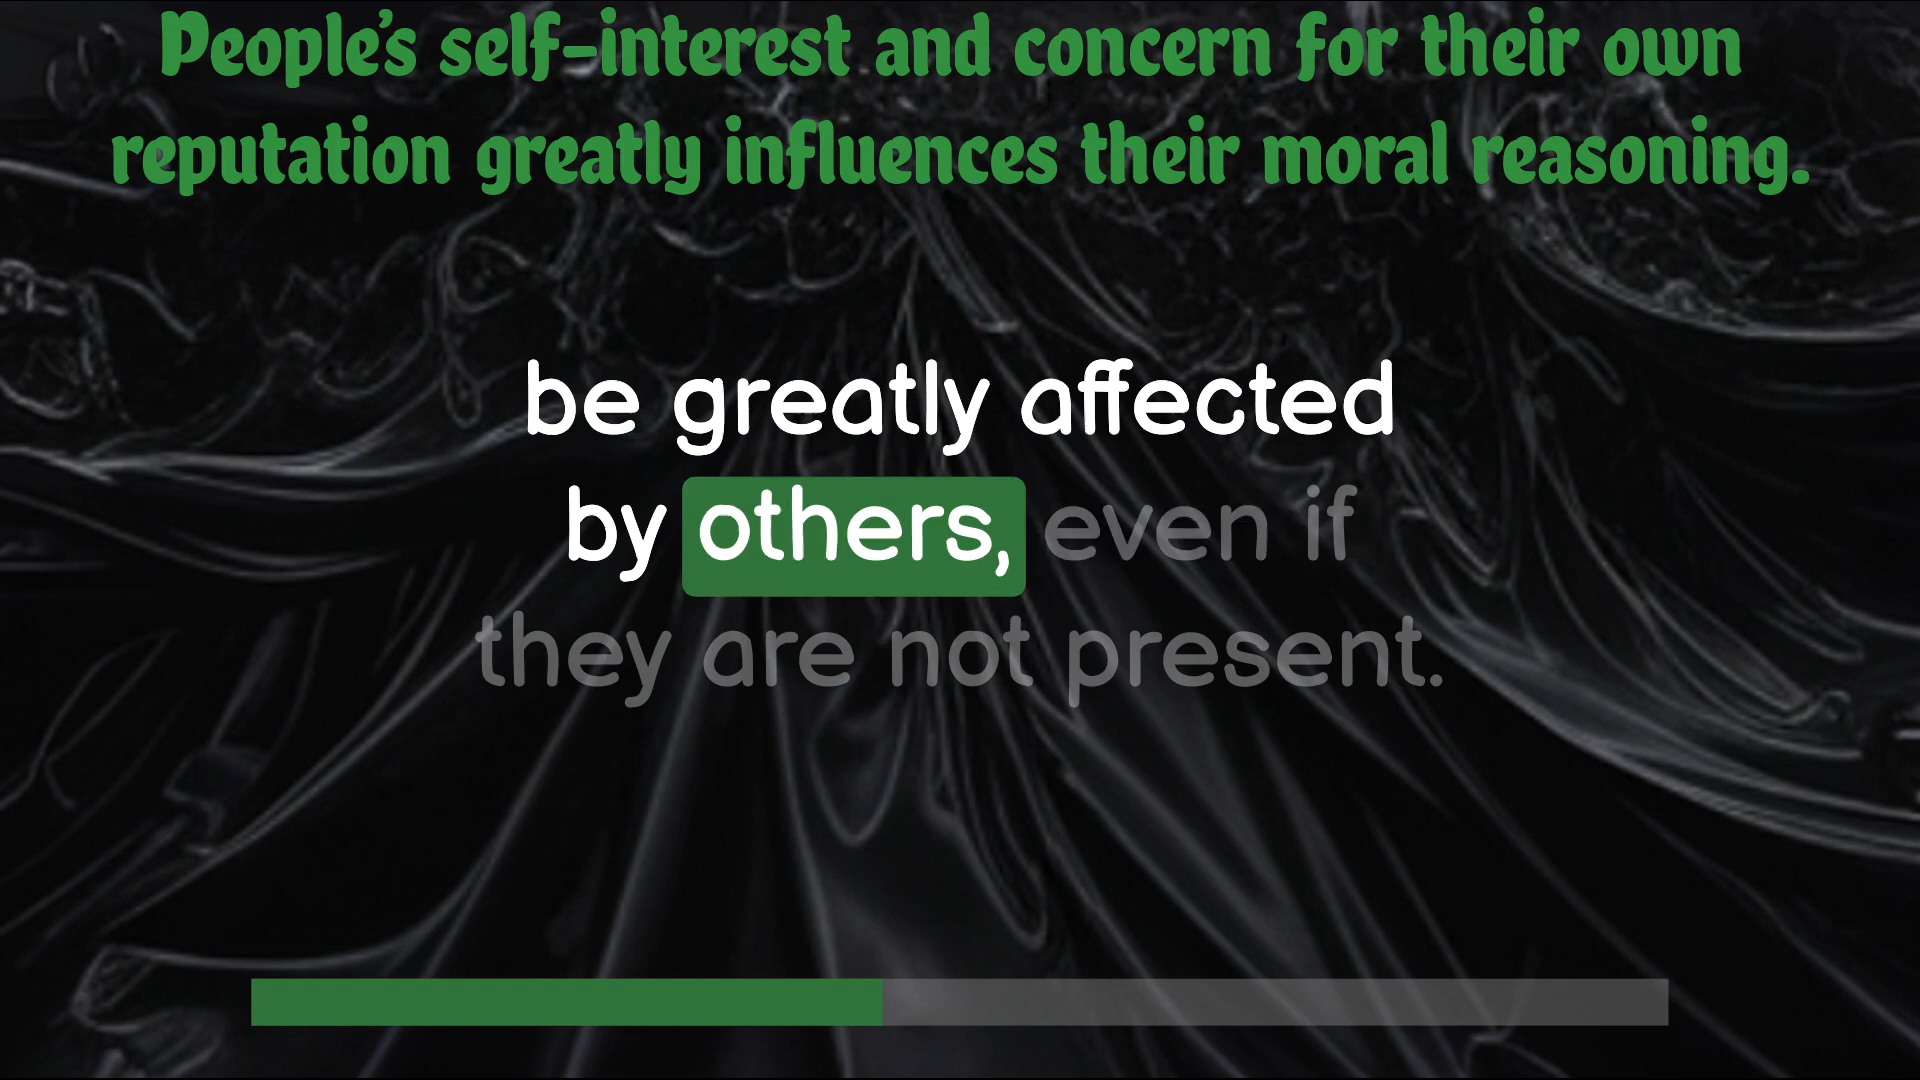 People’s self-interest and concern for their own
reputation greatly influences their moral reasoning.
be greatly affected
by others, even if
they are not present.